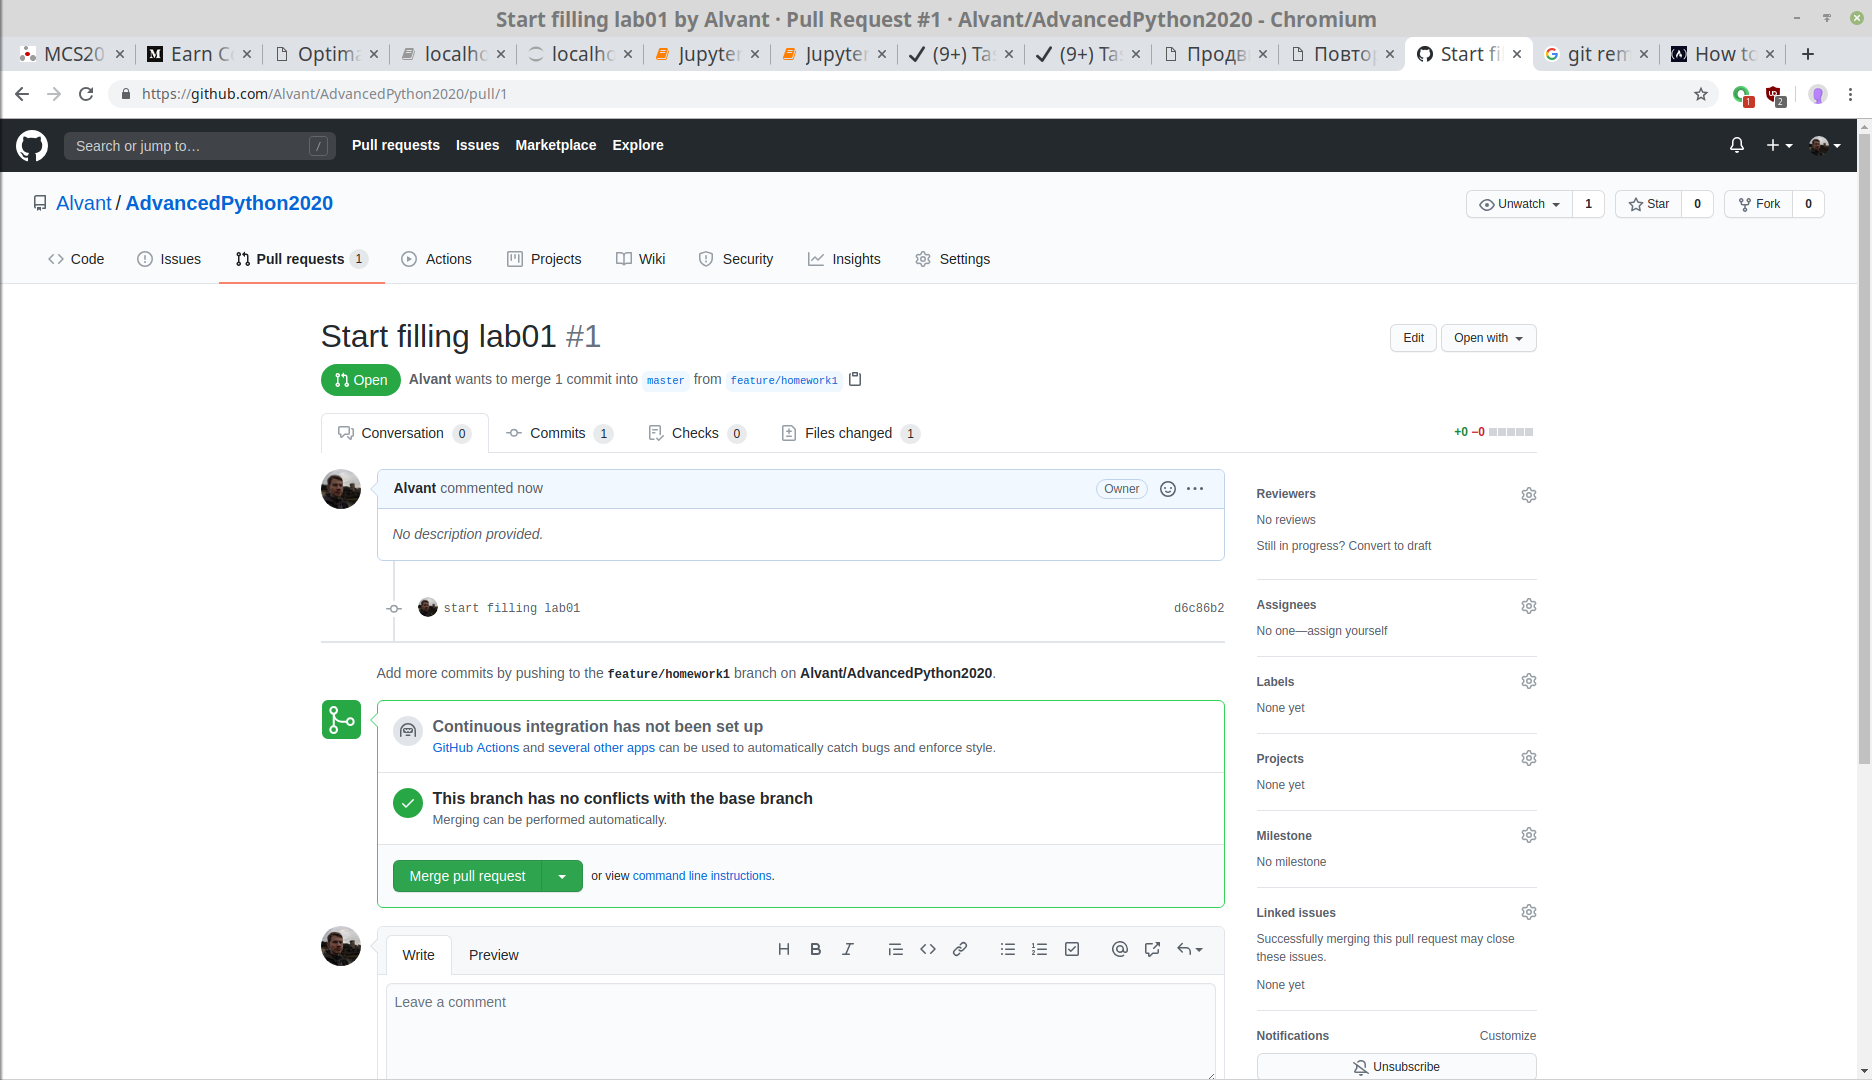 Start filling lab01 by Alvant · Pull Request #1 · Alvant/AdvancedPython2020 - Chromium
MCS20 Earn C Optima localho localho Jupyter Jupyter (9+) Ta (9+) Ta Продв Повтор Start fi git rem How to
https://github.com/Alvant/AdvancedPython2020/pull/1
1 2
Search or jump to… / Pull requests Issues Marketplace Explore
Alvant / AdvancedPython2020 Unwatch 1 Star 0 Fork 0
Code Issues Pull requests 1 Actions Projects Wiki Security Insights Settings
Start filling lab01 #1 Edit Open with
Open Alvant wants to merge 1 commit into master from feature/homework1
Conversation 0 Commits 1 Checks 0 Files changed 1 +0 −0
Alvant commented now Owner
No description provided.
start filling lab01 d6c86b2
Add more commits by pushing to the feature/homework1 branch on Alvant/AdvancedPython2020.
Continuous integration has not been set up
GitHub Actions and several other apps can be used to automatically catch bugs and enforce style.
This branch has no conflicts with the base branch
Merging can be performed automatically.
Merge pull request or view command line instructions.
Write Preview
Leave a comment
Reviewers
No reviews
Still in progress? Convert to draft
Assignees
No one—assign yourself
Labels
None yet
Projects
None yet
Milestone
No milestone
Linked issues
Successfully merging this pull request may close
these issues.
None yet
Notifications Customize
Unsubscribe